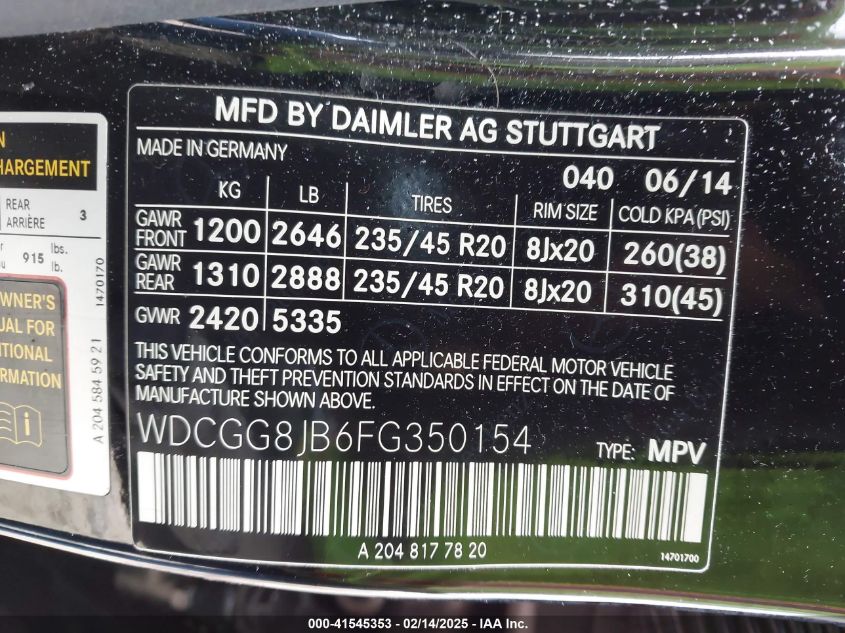 N
HARGEMENT
REAR
ARRIÈRE 3
915 lbs.
lb.
WNER'S
UAL FOR
ITIONAL
RMATION
A 204 584 59 21
1470170
MFD BY DAIMLER AG STUTTGART
MADE IN GERMANY
040 06/14
KG LB TIRES RIM SIZE COLD KPA (PSI)
GAWR FRONT 1200 2646 235/45 R20 8Jx20 260(38)
GAWR REAR 1310 2888 235/45 R20 8Jx20 310(45)
GVWR 2420 5335
THIS VEHICLE CONFORMS TO ALL APPLICABLE FEDERAL MOTOR VEHICLE
SAFETY AND THEFT PREVENTION STANDARDS IN EFFECT ON THE DATE OF
MANUFACTURE SHOWN ABOVE.
WDCGG8JB6FG350154
TYPE: MPV
A 204 817 78 20
14701700
000-41545353 - 02/14/2025 - IAA Inc.